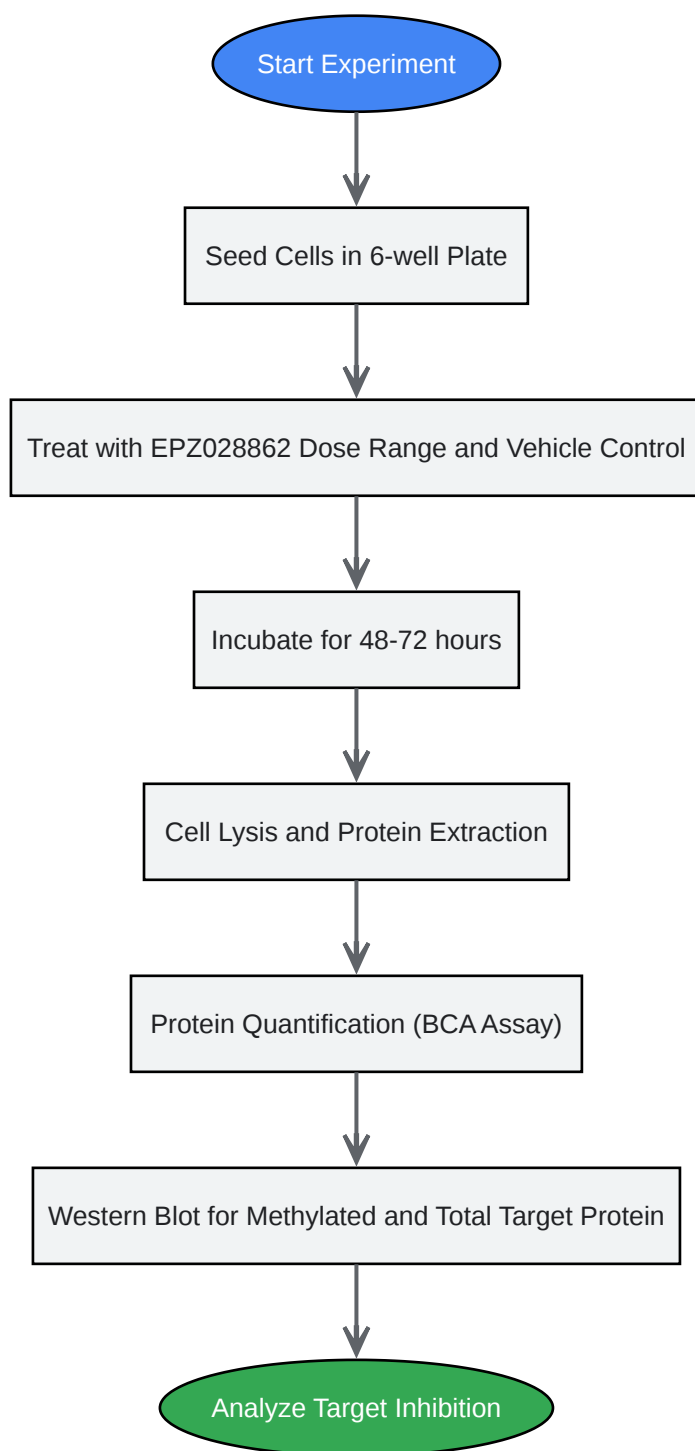 Start Experiment
Seed Cells in 6-well Plate
Treat with EPZ028862 Dose Range and Vehicle Control
Incubate for 48-72 hours
Cell Lysis and Protein Extraction
Protein Quantification (BCA Assay)
Western Blot for Methylated and Total Target Protein
Analyze Target Inhibition